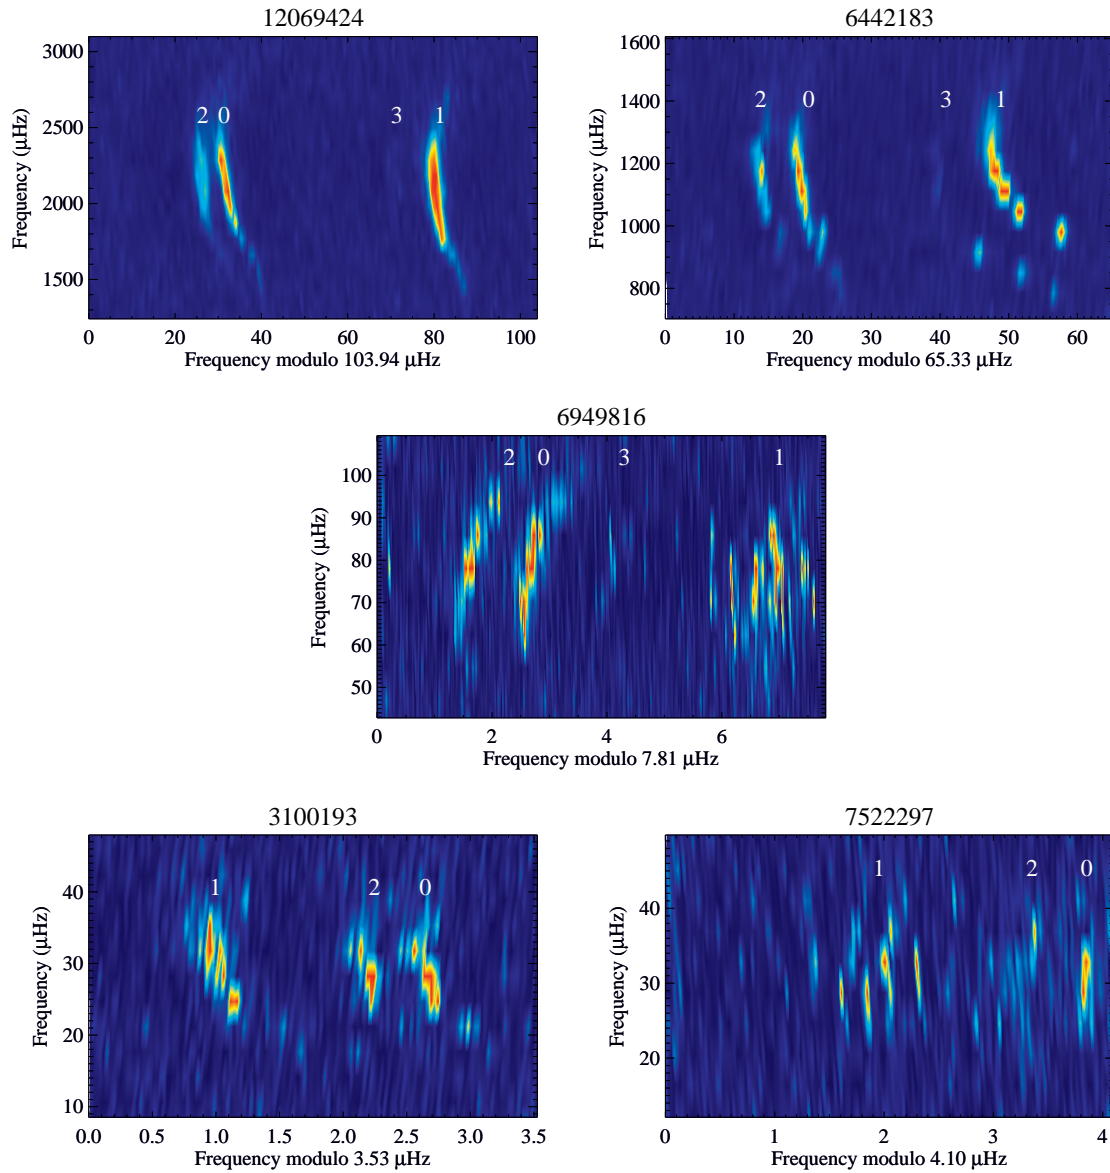 12069424
3000
2500
2000
1500
Frequency (μHz)
2 0 3 1
0 20 40 60 80 100
Frequency modulo 103.94 μHz
6442183
1600
1400
1200
1000
800
Frequency (μHz)
2 0 3 1
0 10 20 30 40 50 60
Frequency modulo 65.33 μHz
6949816
100
90
80
70
60
50
Frequency (μHz)
2 0 3 1
0 2 4 6
Frequency modulo 7.81 μHz
3100193
40
30
20
10
Frequency (μHz)
1 2 0
0.0 0.5 1.0 1.5 2.0 2.5 3.0 3.5
Frequency modulo 3.53 μHz
7522297
40
30
20
Frequency (μHz)
1 2 0
0 1 2 3 4
Frequency modulo 4.10 μHz